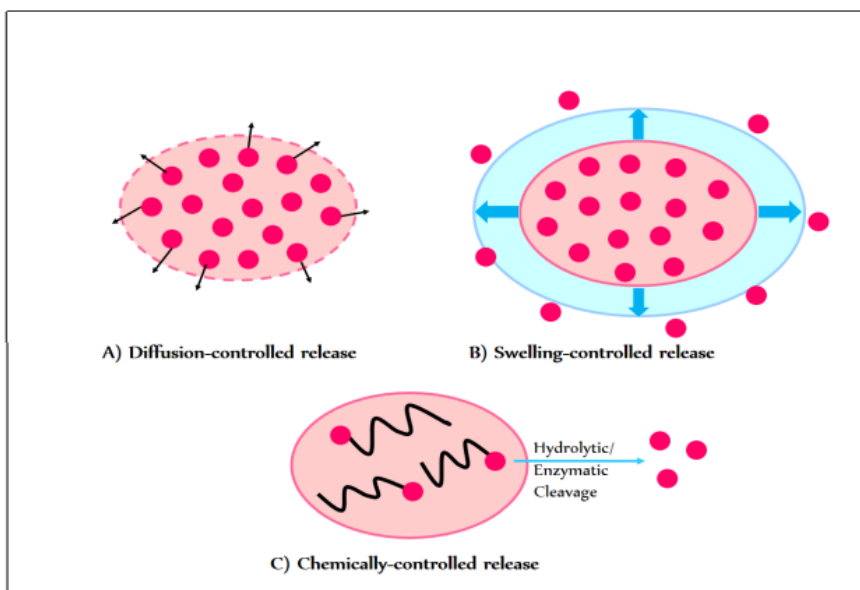 A) Diffusion-controlled release
B) Swelling-controlled release
Hydrolytic/
Enzymatic
Cleavage
C) Chemically-controlled release